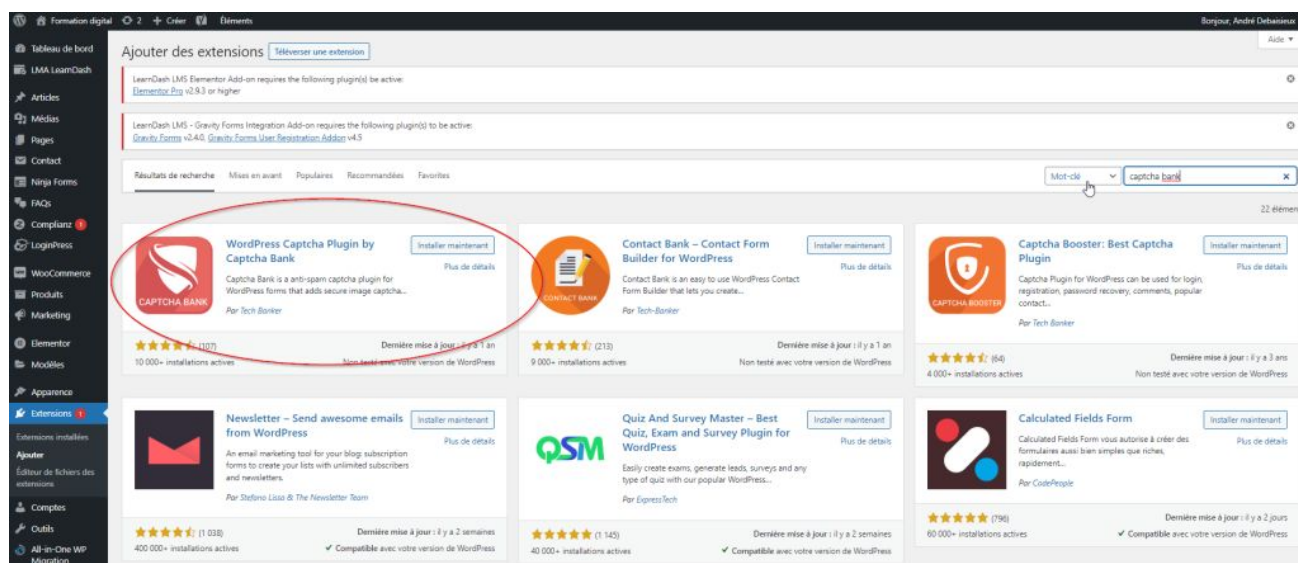 Formation digital 2 Créer Éléments Bonjour, André Debaisieux
Aide
Tableau de bord
LMA LearnDash
Articles
Médias
Pages
Contact
Ninja Forms
FAQs
Complianz 1
LoginPress
WooCommerce
Produits
Marketing
Elementor
Modèles
Apparence
Extensions 1
Extensions installées
Ajouter
Éditeur de fichiers des
extensions
Comptes
Outils
All-in-One WP
Migration
Ajouter des extensions Téléverser une extension
LearnDash LMS Elementor Add-on requires the following plugin(s) be active:
Elementor Pro v2.9.3 or higher
LearnDash LMS - Gravity Forms Integration Add-on requires the following plugin(s) to be active:
Gravity Forms v2.4.0, Gravity Forms User Registration Addon v4.5
Résultats de recherche Mises en avant Populaires Recommandées Favorites Mot-clé captcha bank
22 élémen
CAPTCHA BANK
WordPress Captcha Plugin by
Captcha Bank
Installer maintenant
Plus de détails
Captcha Bank is a anti-spam captcha plugin for
WordPress forms that adds secure image captcha...
Par Tech Banker
(107) Dernière mise à jour : il y a 1 an
10 000+ installations actives Non testé avec votre version de WordPress
CONTACT BANK
Contact Bank – Contact Form
Builder for WordPress
Installer maintenant
Plus de détails
Contact Bank is an easy to use WordPress Contact
Form Builder that lets you create...
Par Tech-Banker
(213) Dernière mise à jour : il y a 1 an
9 000+ installations actives Non testé avec votre version de WordPress
CAPTCHA BOOSTER
Captcha Booster: Best Captcha
Plugin
Installer maintenant
Plus de détails
Captcha Plugin for WordPress can be used for login,
registration, password recovery, comments, popular
contact...
Par Tech Banker
(64) Dernière mise à jour : il y a 3 ans
4 000+ installations actives Non testé avec votre version de WordPress
Newsletter – Send awesome emails
from WordPress
Installer maintenant
Plus de détails
An email marketing tool for your blog: subscription
forms to create your lists with unlimited subscribers
and newsletters.
Par Stefano Lissa & The Newsletter Team
(1 038) Dernière mise à jour : il y a 2 semaines
400 000+ installations actives Compatible avec votre version de WordPress
QSM
Quiz And Survey Master – Best
Quiz, Exam and Survey Plugin for
WordPress
Installer maintenant
Plus de détails
Easily create exams, generate leads, surveys and any
type of quiz with our popular WordPress...
Par ExpressTech
(1 145) Dernière mise à jour : il y a 2 semaines
40 000+ installations actives Compatible avec votre version de WordPress
Calculated Fields Form
Installer maintenant
Plus de détails
Calculated Fields Form vous autorise à créer des
formulaires aussi bien simples que riches,
rapidement...
Par CodePeople
(796) Dernière mise à jour : il y a 2 jours
60 000+ installations actives Compatible avec votre version de WordPress